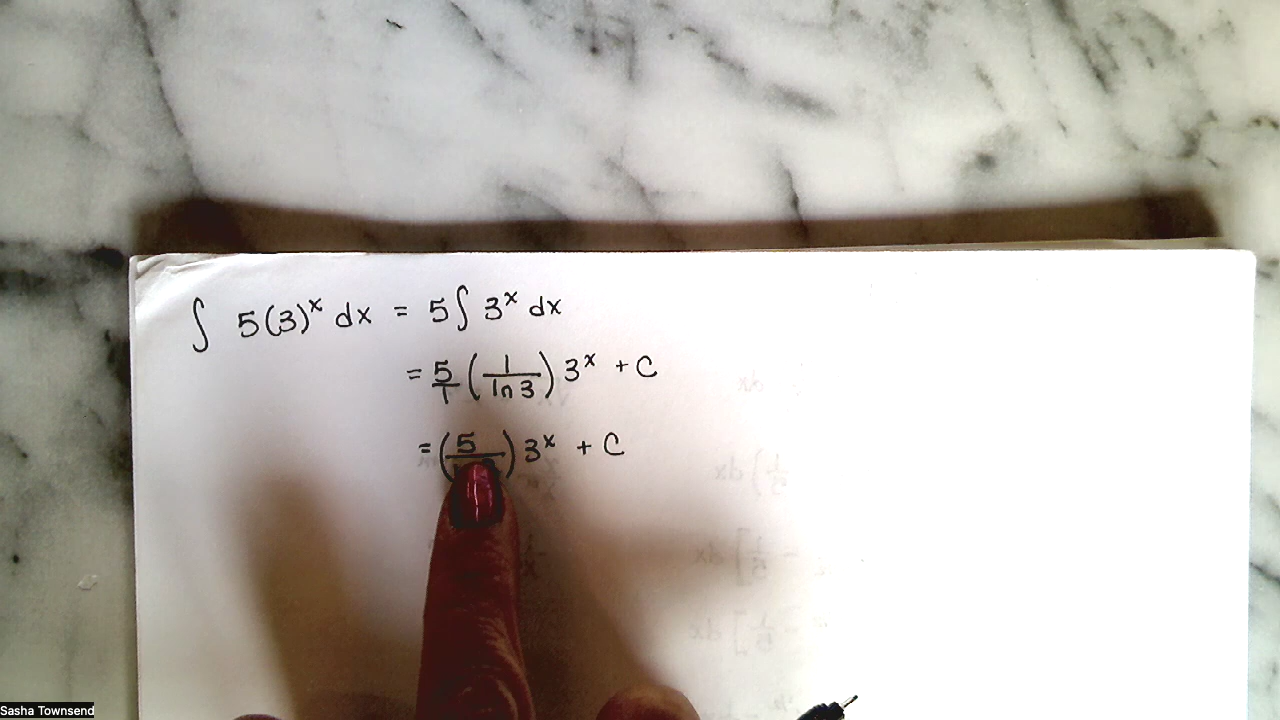 ∫ 5(3)^x dx = 5∫ 3^x dx
= 5/1 (1/ln 3) 3^x + C
= (5/) 3^x + C
Sasha Townsend